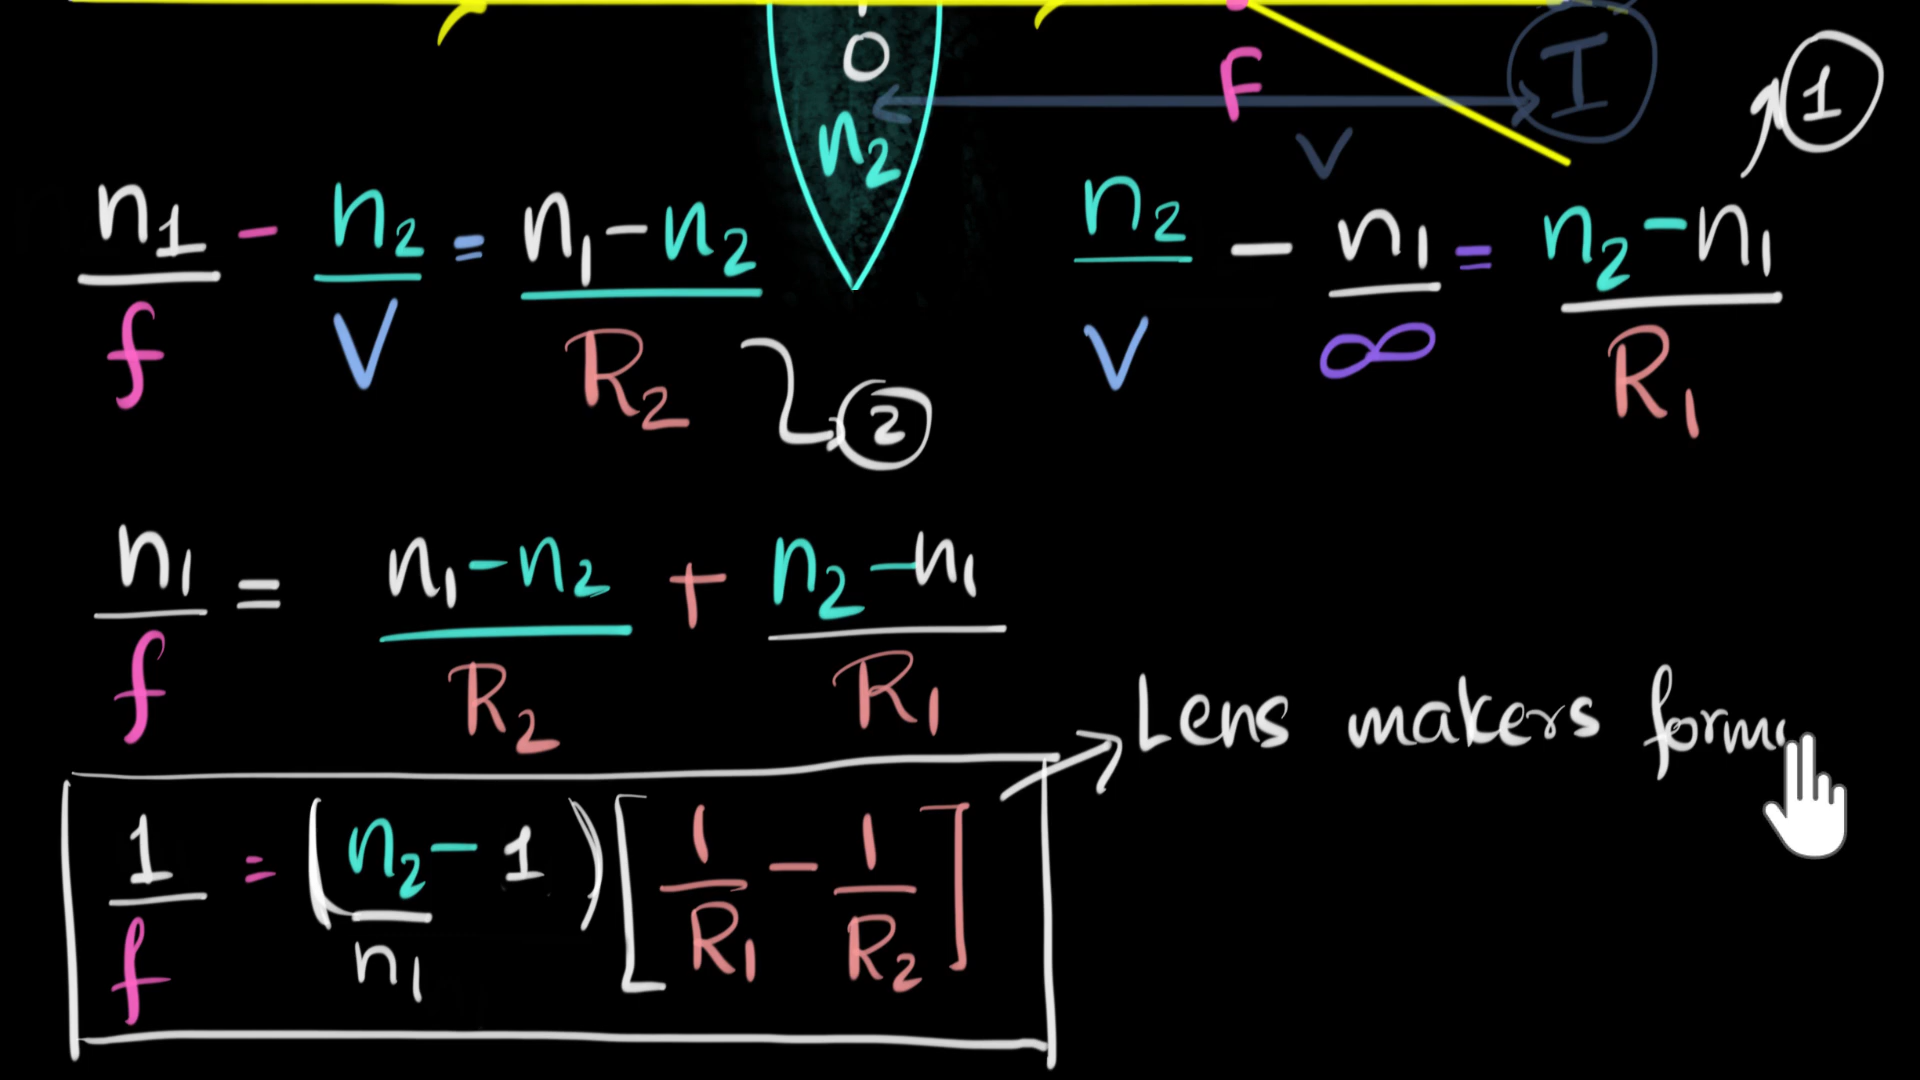 O
F
I
1
n2
V
n1/f - n2/V = n1-n2/R2
2
n2/V - n1/∞ = n2-n1/R1
n1/f = n1-n2/R2 + n2-n1/R1
Lens makers form
1/f = (n2/n1 - 1) [1/R1 - 1/R2]